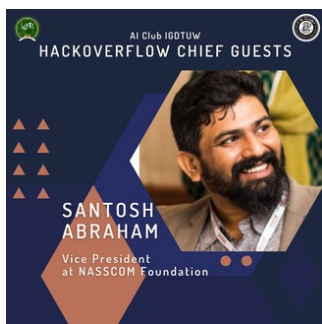 AI Club IGDTUW
HACKOVERFLOW CHIEF GUESTS
SANTOSH
ABRAHAM
Vice President
at NASSCOM Foundation